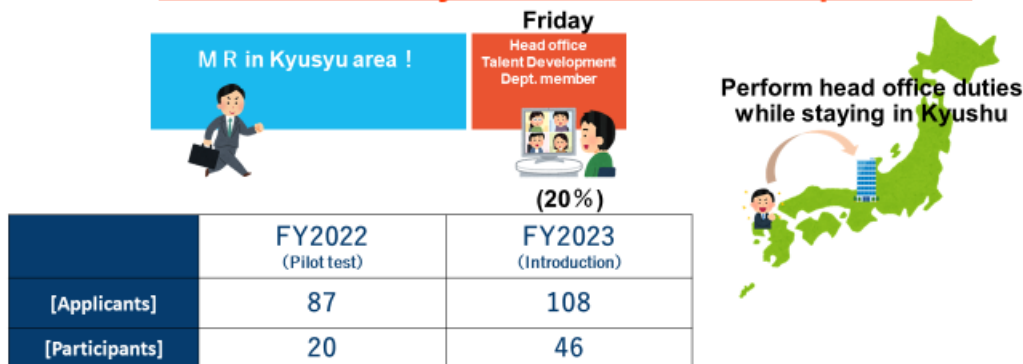 Friday
M R in Kyusyu area !
Head office
Talent Development
Dept. member
Perform head office duties
while staying in Kyushu
(20%)
FY2022 FY2023
(Pilot test) (Introduction)
[Applicants] 87 108
[Participants] 20 46